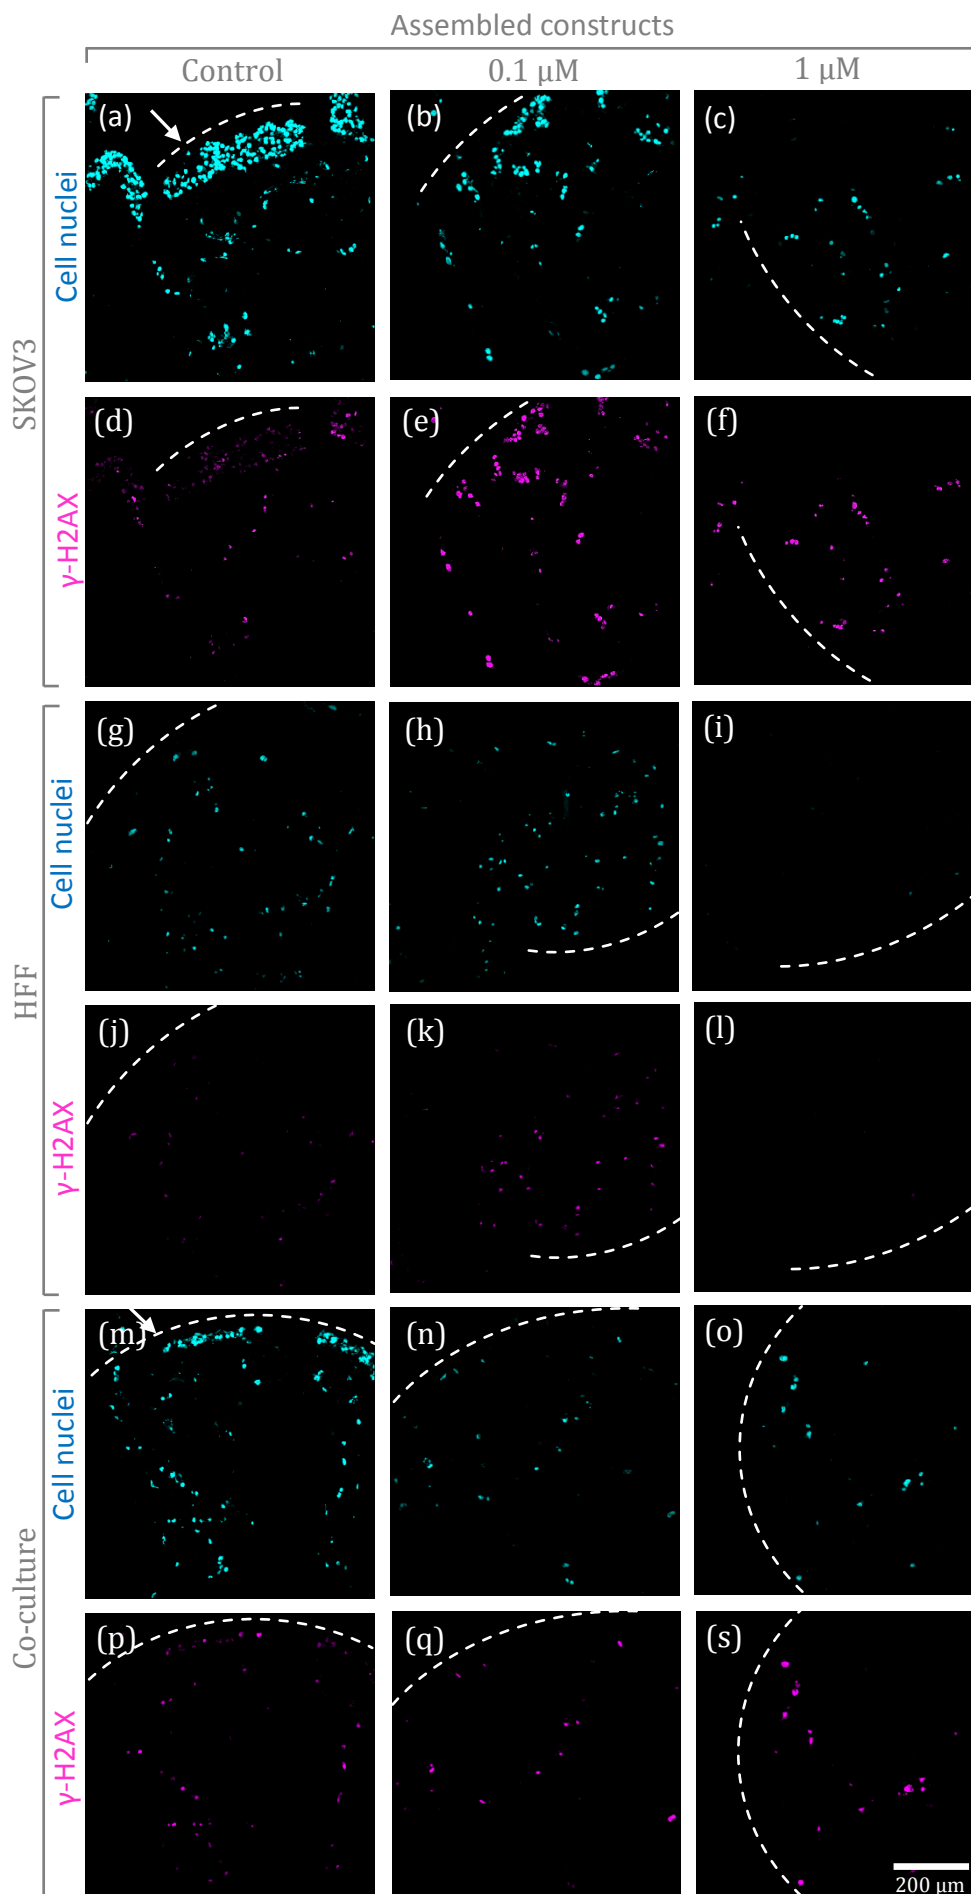 Assembled constructs
Control 0.1 μM 1 μM
SKOV3
Cell nuclei
(a) (b) (c)
γ-H2AX
(d) (e) (f)
HFF
Cell nuclei
(g) (h) (i)
γ-H2AX
(j) (k) (l)
Co-culture
Cell nuclei
(m) (n) (o)
γ-H2AX
(p) (q) (s)
200 μm